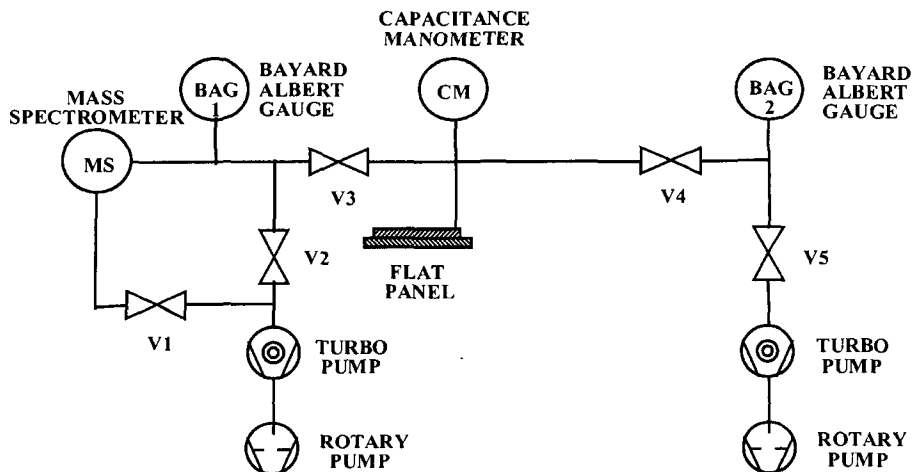 CAPACITANCE
MANOMETER
BAG
1
BAYARD
ALBERT
GAUGE
CM
BAG
2
BAYARD
ALBERT
GAUGE
MASS
SPECTROMETER
MS
V3
V4
V2
FLAT
PANEL
V5
V1
TURBO
PUMP
TURBO
PUMP
ROTARY
PUMP
ROTARY
PUMP